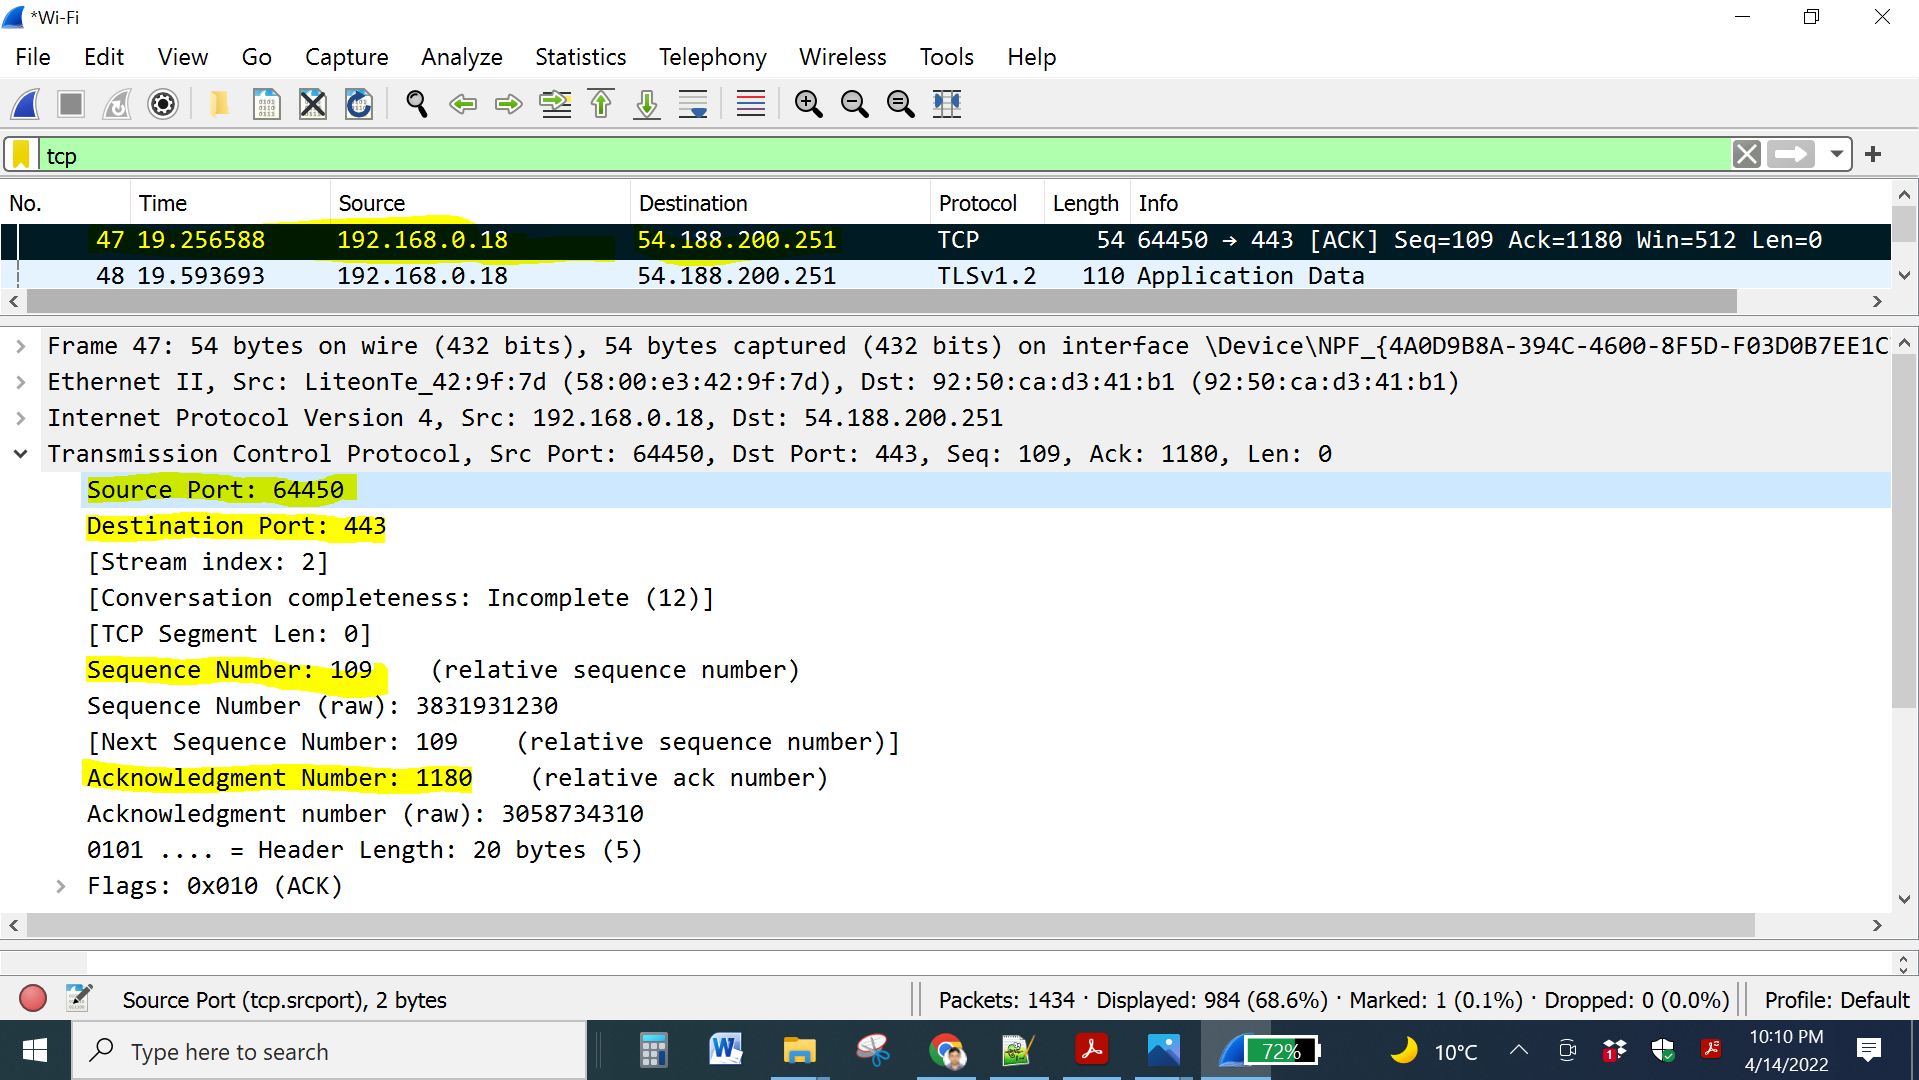 *Wi-Fi
File Edit View Go Capture Analyze Statistics Telephony Wireless Tools Help
tcp
No. Time Source Destination Protocol Length Info
47 19.256588 192.168.0.18 54.188.200.251 TCP 54 64450 → 443 [ACK] Seq=109 Ack=1180 Win=512 Len=0
48 19.593693 192.168.0.18 54.188.200.251 TLSv1.2 110 Application Data
Frame 47: 54 bytes on wire (432 bits), 54 bytes captured (432 bits) on interface \Device\NPF_{4A0D9B8A-394C-4600-8F5D-F03D0B7EE1C
Ethernet II, Src: LiteonTe_42:9f:7d (58:00:e3:42:9f:7d), Dst: 92:50:ca:d3:41:b1 (92:50:ca:d3:41:b1)
Internet Protocol Version 4, Src: 192.168.0.18, Dst: 54.188.200.251
Transmission Control Protocol, Src Port: 64450, Dst Port: 443, Seq: 109, Ack: 1180, Len: 0
Source Port: 64450
Destination Port: 443
[Stream index: 2]
[Conversation completeness: Incomplete (12)]
[TCP Segment Len: 0]
Sequence Number: 109 (relative sequence number)
Sequence Number (raw): 3831931230
[Next Sequence Number: 109 (relative sequence number)]
Acknowledgment Number: 1180 (relative ack number)
Acknowledgment number (raw): 3058734310
0101 .... = Header Length: 20 bytes (5)
Flags: 0x010 (ACK)
Source Port (tcp.srcport), 2 bytes
Packets: 1434 · Displayed: 984 (68.6%) · Marked: 1 (0.1%) · Dropped: 0 (0.0%)
Profile: Default
Type here to search
72%
10°C
1
10:10 PM
4/14/2022